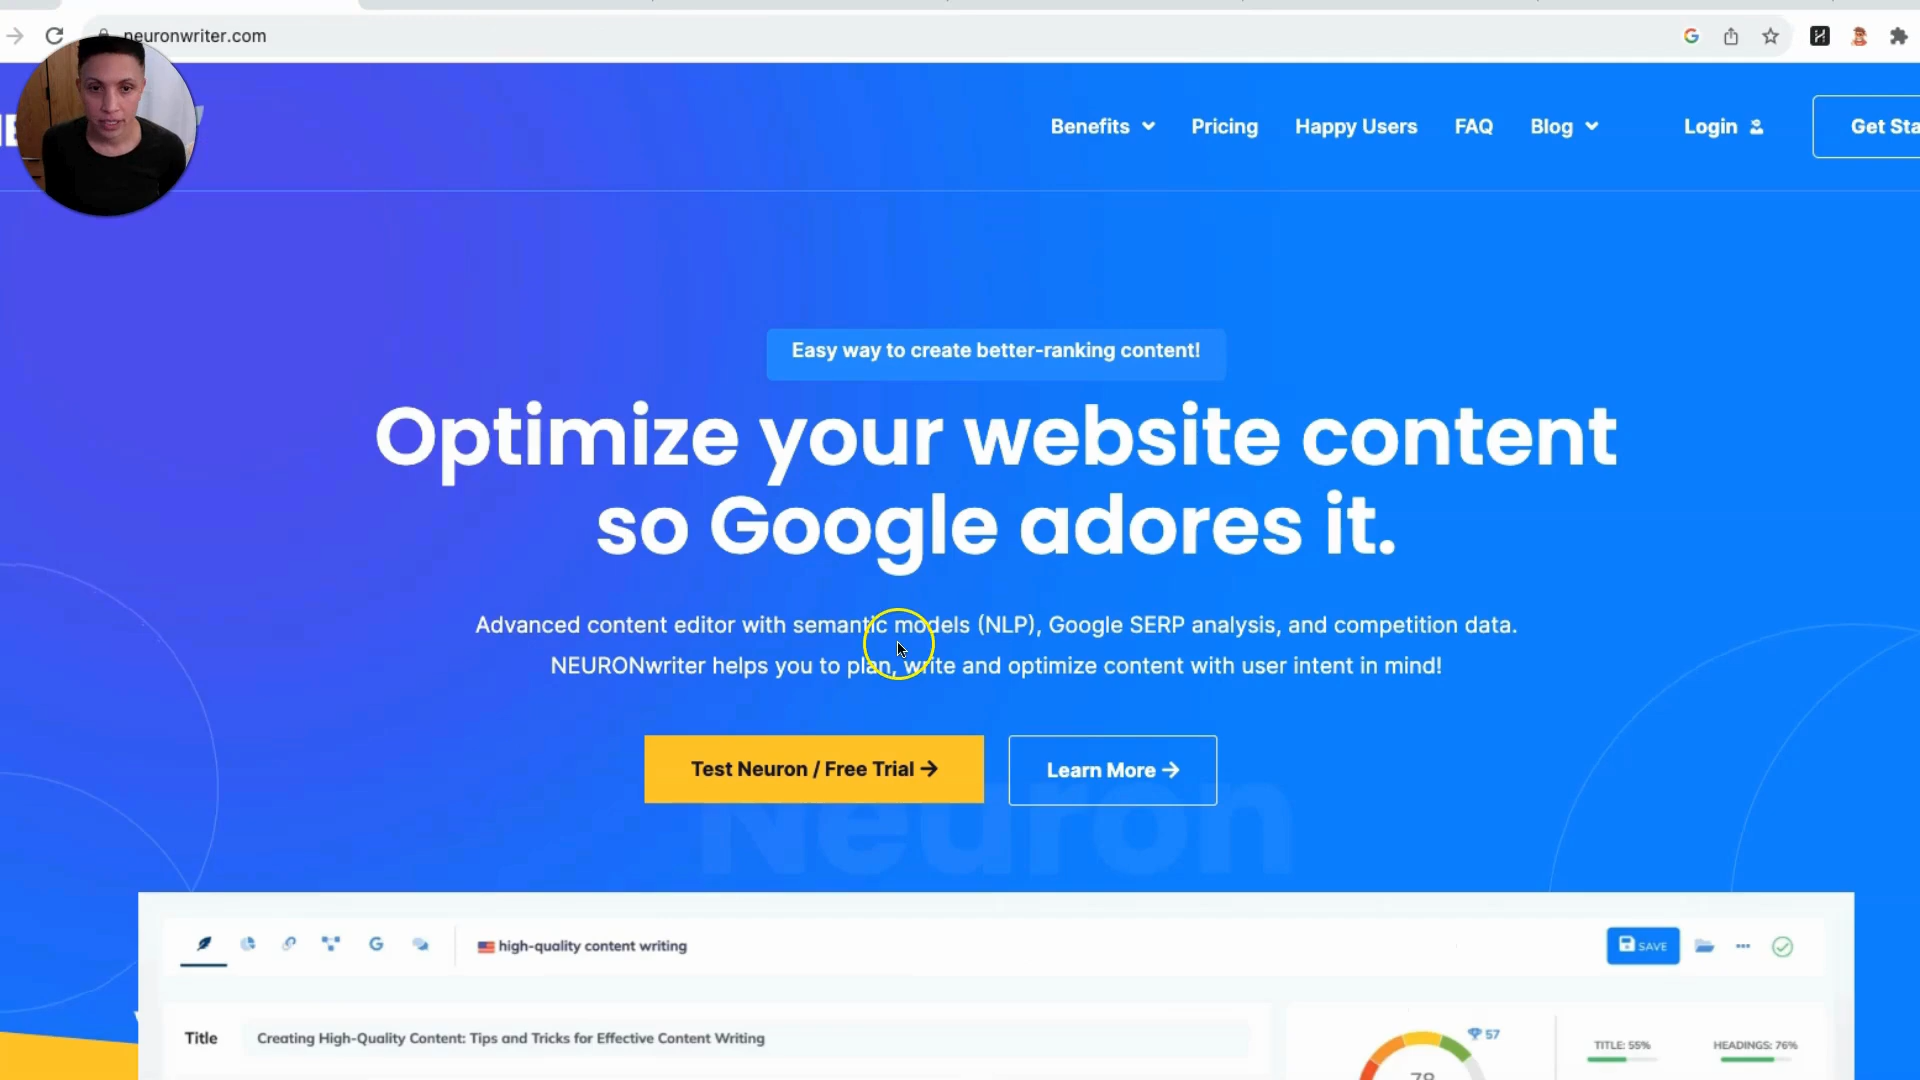 neuronwriter.com
Benefits Pricing Happy Users FAQ Blog Login Get Sta
Easy way to create better-ranking content!
Optimize your website content
so Google adores it.
Advanced content editor with semantic models (NLP), Google SERP analysis, and competition data.
NEURONwriter helps you to plan, write and optimize content with user intent in mind!
Test Neuron / Free Trial → Learn More →
Neuron
high-quality content writing SAVE
Title Creating High-Quality Content: Tips and Tricks for Effective Content Writing
57 TITLE: 55% HEADINGS: 76%
78